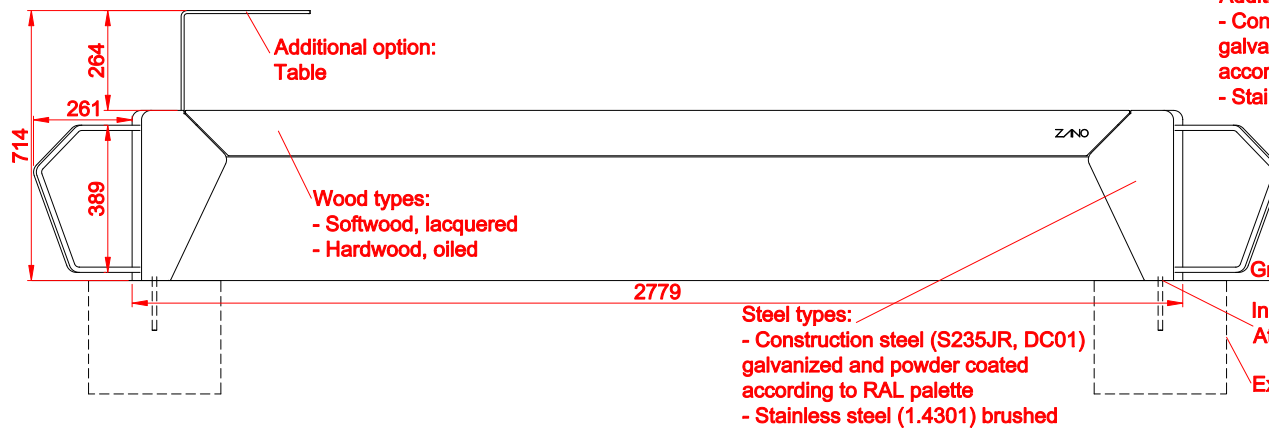 264
Additional option:
Table
261
714
389
ZANO
Wood types:
- Softwood, lacquered
- Hardwood, oiled
2779
Steel types:
- Construction steel (S235JR, DC01)
galvanized and powder coated
according to RAL palette
- Stainless steel (1.4301) brushed